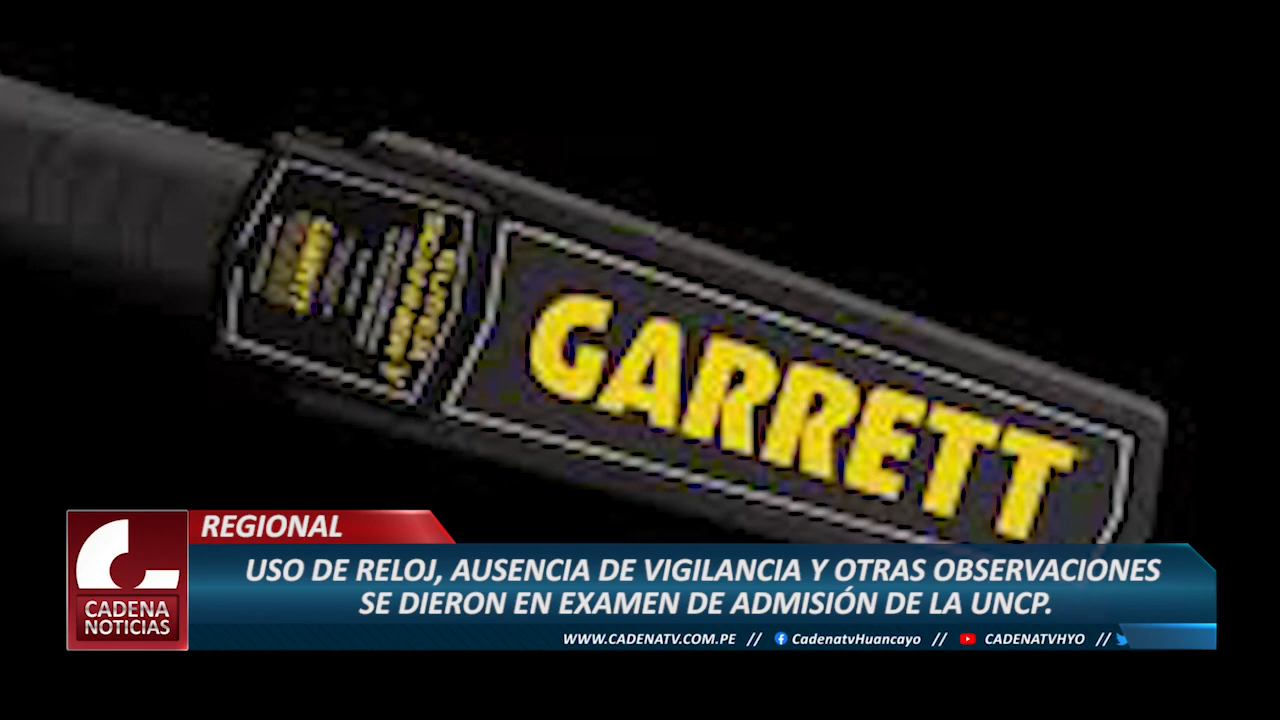 GARRETT
REGIONAL
USO DE RELOJ, AUSENCIA DE VIGILANCIA Y OTRAS OBSERVACIONES
SE DIERON EN EXAMEN DE ADMISIÓN DE LA UNCP.
CADENA
NOTICIAS
WWW.CADENATV.COM.PE // CadenatvHuancayo // CADENATVHYO //